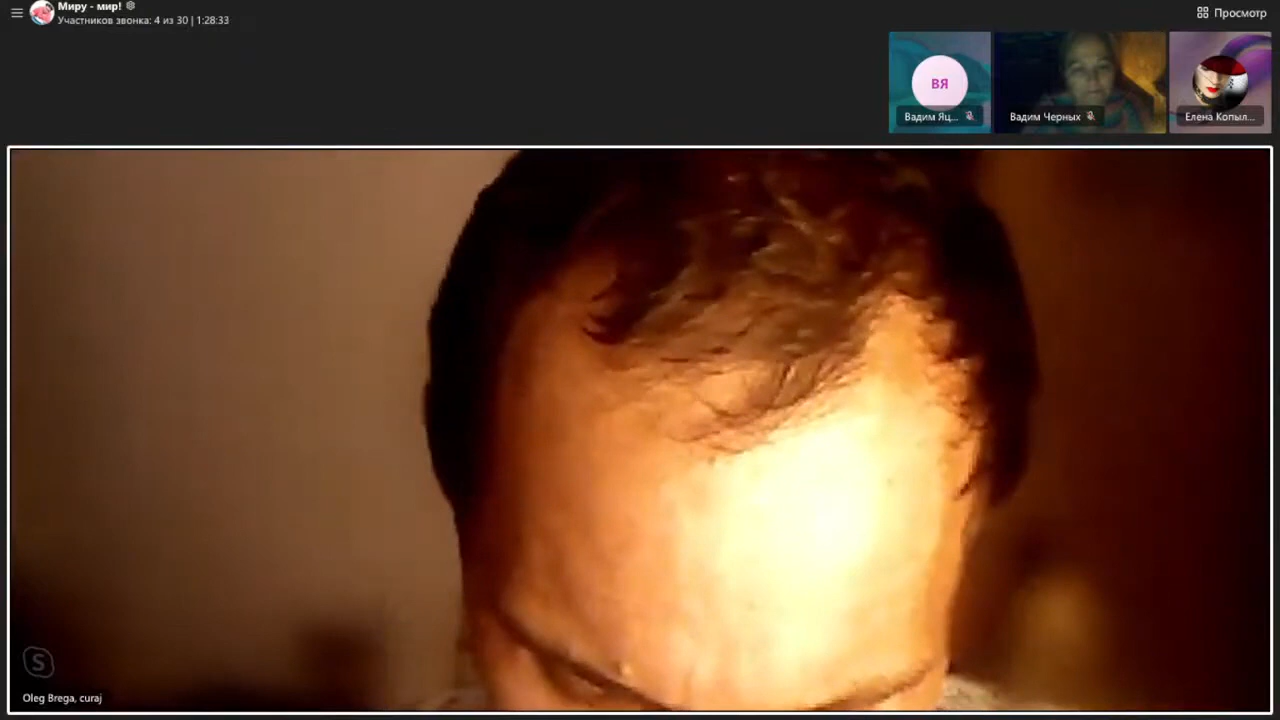 Миру - мир!
Участников звонка: 4 из 30 | 1:28:33
Просмотр
ВЯ
Вадим Яц...
Вадим Черных
Елена Копыл...
S
Oleg Brega, curaj